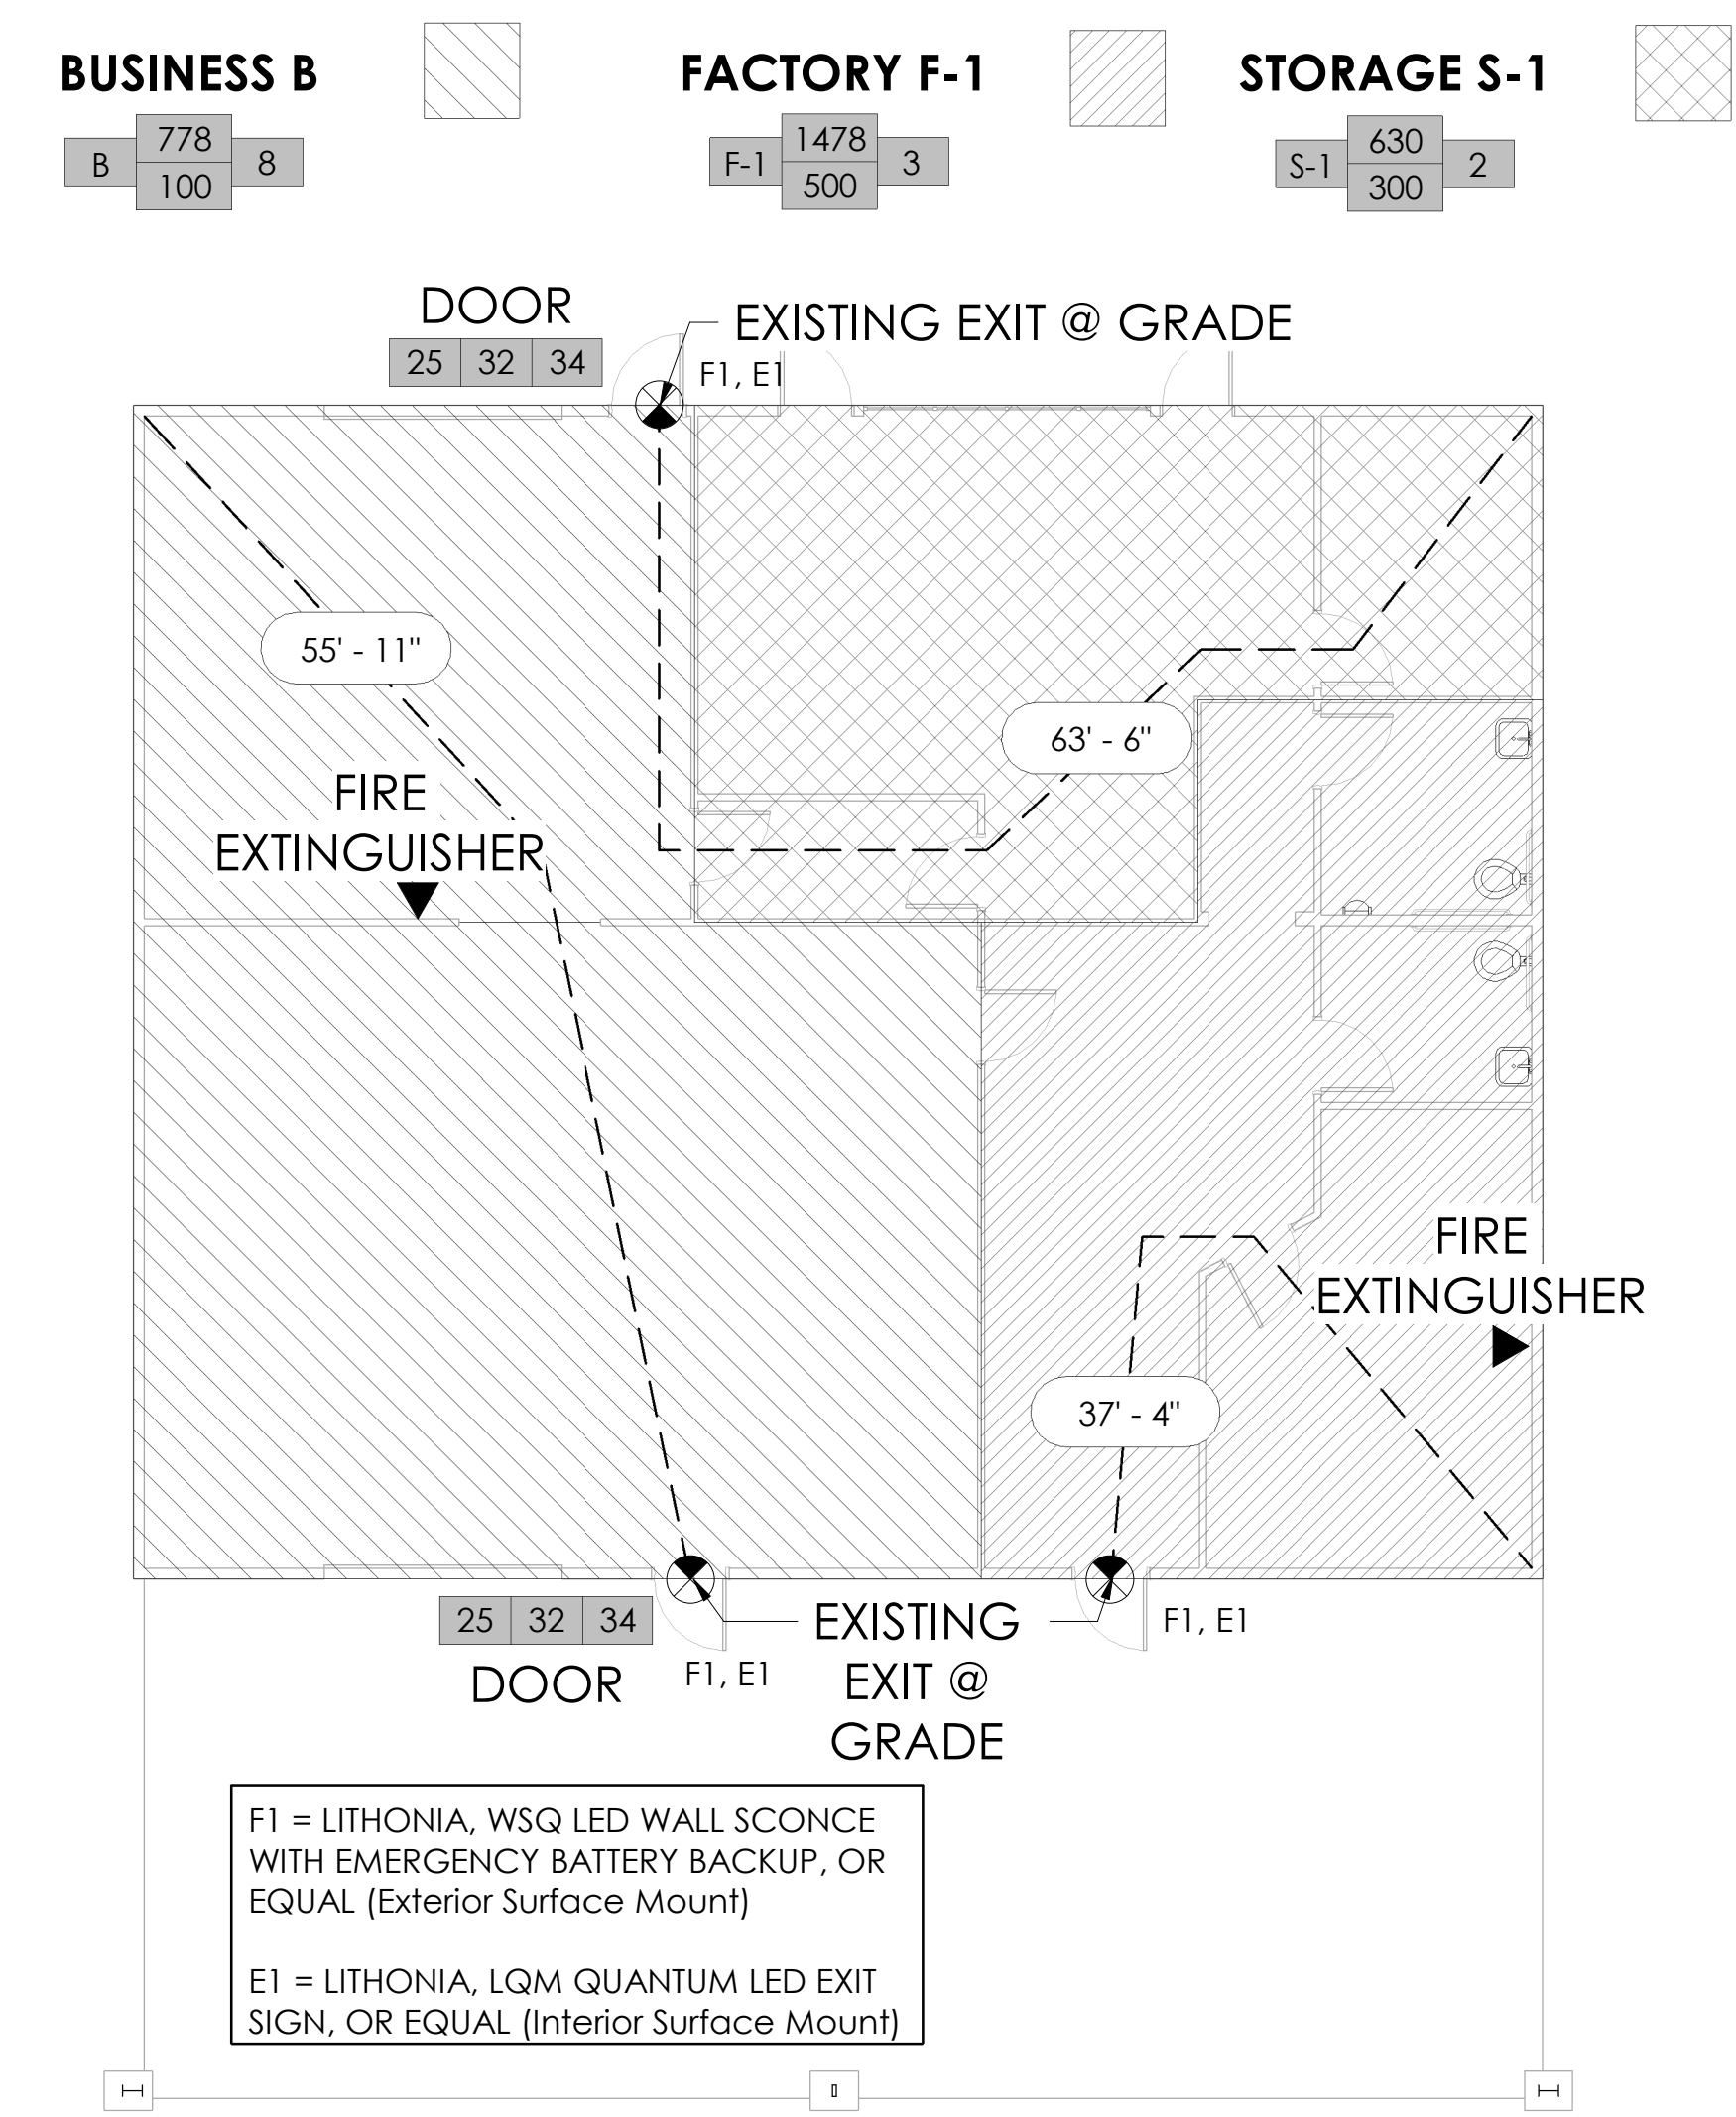 BUSINESS B
B
778
100
8
FACTORY F-1
F-1
1478
500
3
STORAGE S-1
S-1
630
300
2
DOOR
25 32 34
EXISTING EXIT @ GRADE
F1, E1
55' - 11"
63' - 6"
FIRE
EXTINGUISHER
FIRE
EXTINGUISHER
37' - 4"
25 32 34
DOOR
F1, E1
EXISTING
EXIT @
GRADE
F1, E1
F1 = LITHONIA, WSQ LED WALL SCONCE
WITH EMERGENCY BATTERY BACKUP, OR
EQUAL (Exterior Surface Mount)
E1 = LITHONIA, LQM QUANTUM LED EXIT
SIGN, OR EQUAL (Interior Surface Mount)